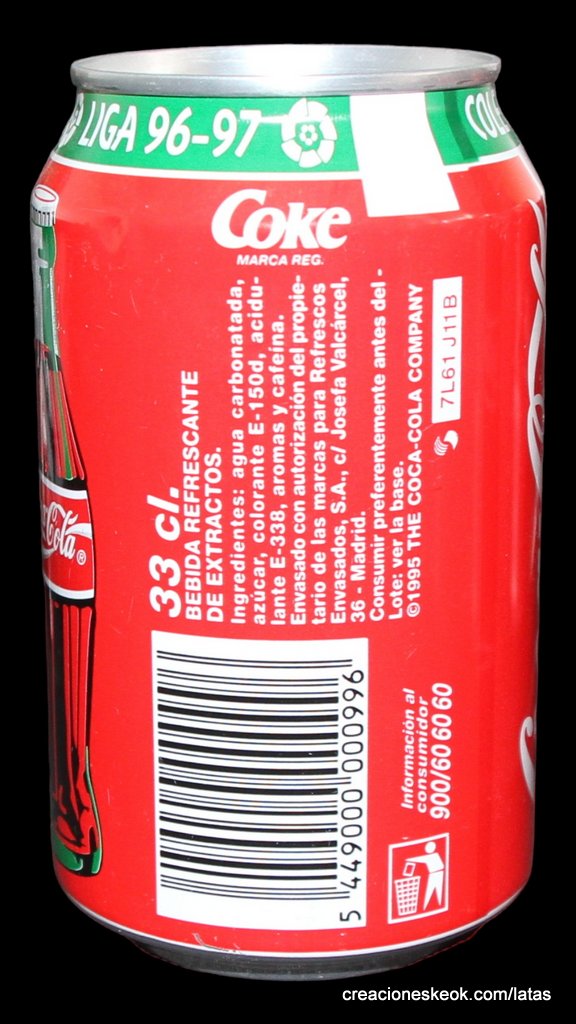 LIGA 96-97
Coke
MARCA REG.
33 cl.
BEBIDA REFRESCANTE
DE EXTRACTOS.
Ingredientes: agua carbonatada,
azúcar, colorante E-150d, acidu-
lante E-338, aromas y cafeína.
Envasado con autorización del propie-
tario de las marcas para Refrescos
Envasados, S.A., c/ Josefa Valcárcel,
36 - Madrid.
Consumir preferentemente antes del -
Lote: ver la base.
©1995 THE COCA-COLA COMPANY
7L61 J11B
5 449000 000996
Información al
consumidor
900/60 60 60
Cola®
creacioneskeok.com/latas